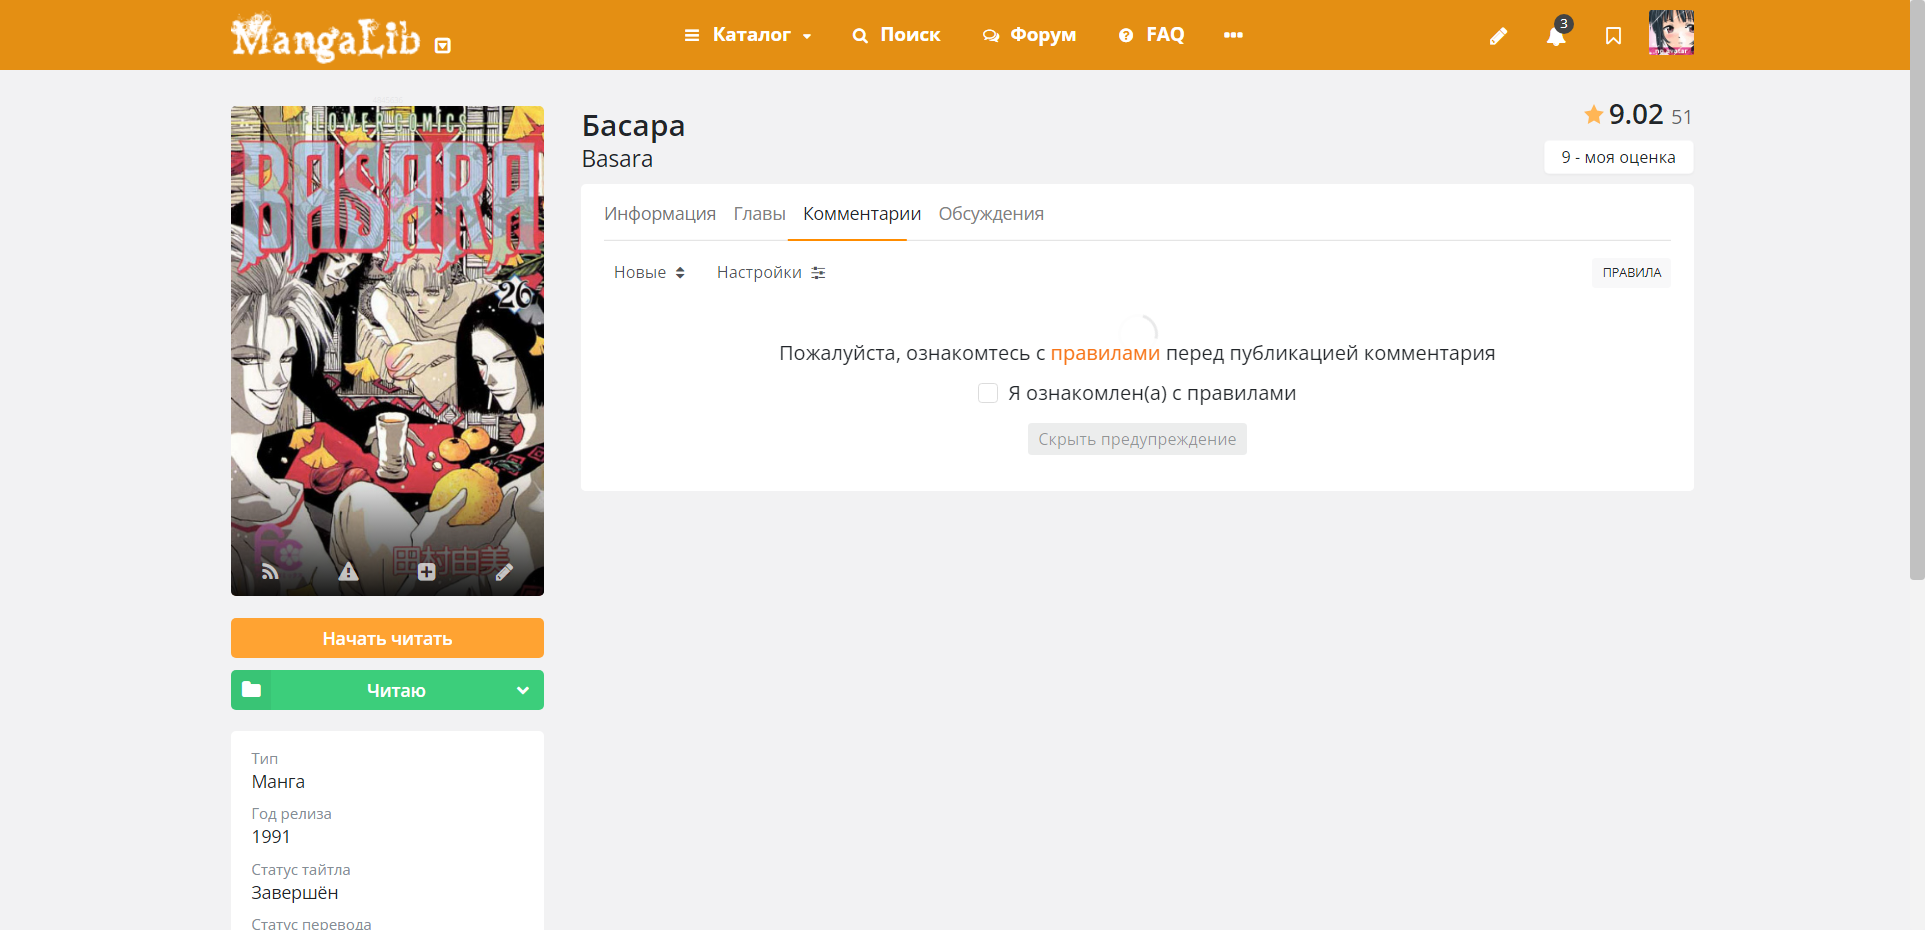 MangaLib
Каталог
Поиск
Форум
FAQ
3
no avatar
FLOWER COMICS
BASARA
26
田村由美
Басара
Basara
9.02 51
9 - моя оценка
Информация
Главы
Комментарии
Обсуждения
Новые
Настройки
ПРАВИЛА
Пожалуйста, ознакомтесь с правилами перед публикацией комментария
Я ознакомлен(а) с правилами
Скрыть предупреждение
Начать читать
Читаю
Тип
Манга
Год релиза
1991
Статус тайтла
Завершён
Статус перевода